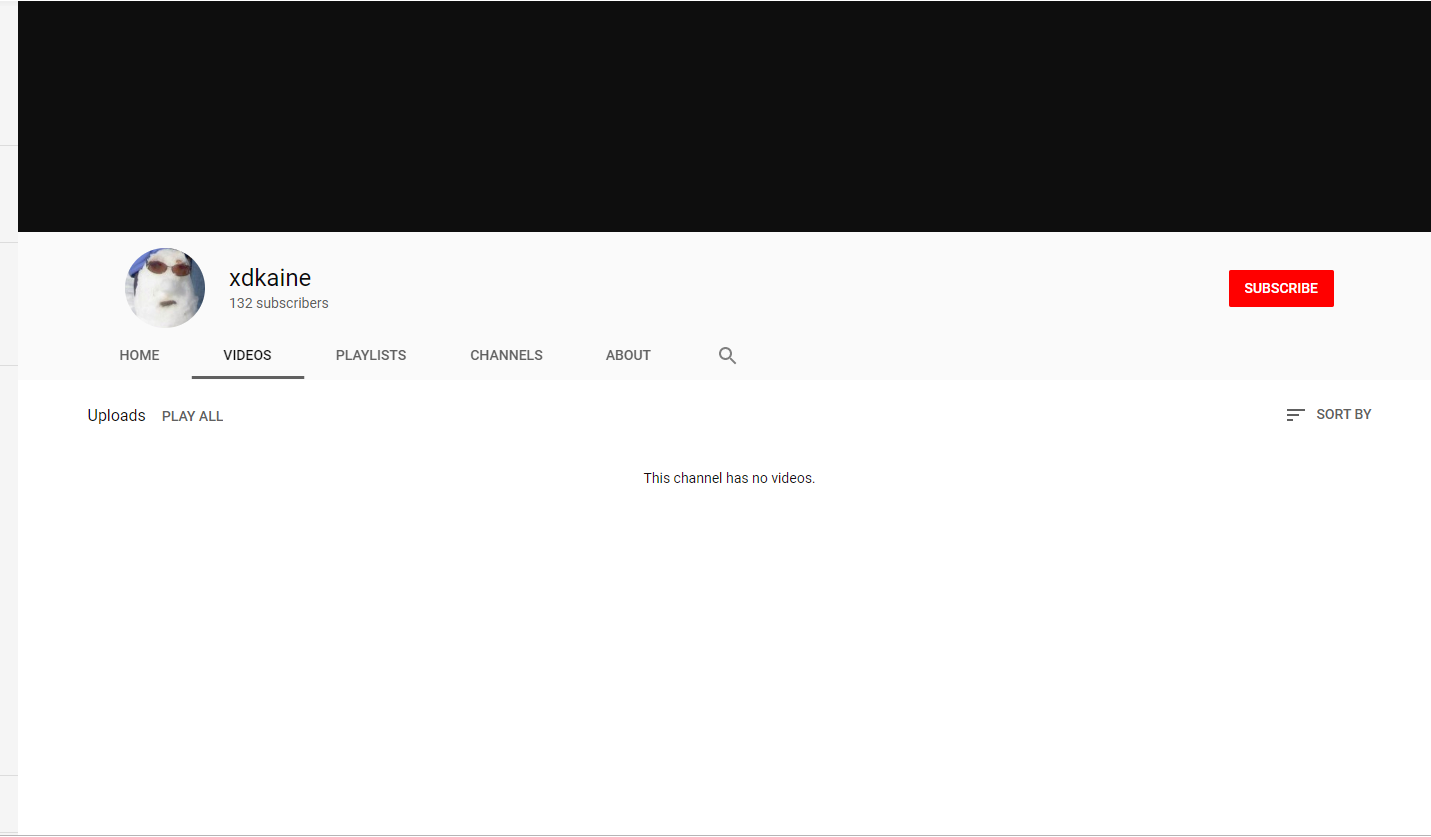 xdkaine
132 subscribers
SUBSCRIBE
HOME VIDEOS PLAYLISTS CHANNELS ABOUT
Uploads PLAY ALL SORT BY
This channel has no videos.